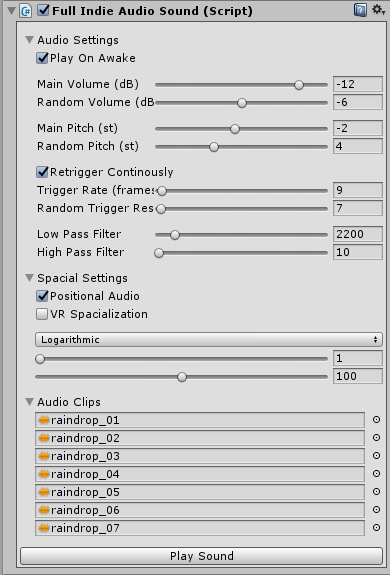 Full Indie Audio Sound (Script)
Audio Settings
Play On Awake
Main Volume (dB) -12
Random Volume (dB -6
Main Pitch (st) -2
Random Pitch (st) 4
Retrigger Continously
Trigger Rate (frames 9
Random Trigger Res 7
Low Pass Filter 2200
High Pass Filter 10
Spacial Settings
Positional Audio
VR Spacialization
Logarithmic
1
100
Audio Clips
raindrop_01
raindrop_02
raindrop_03
raindrop_04
raindrop_05
raindrop_06
raindrop_07
Play Sound